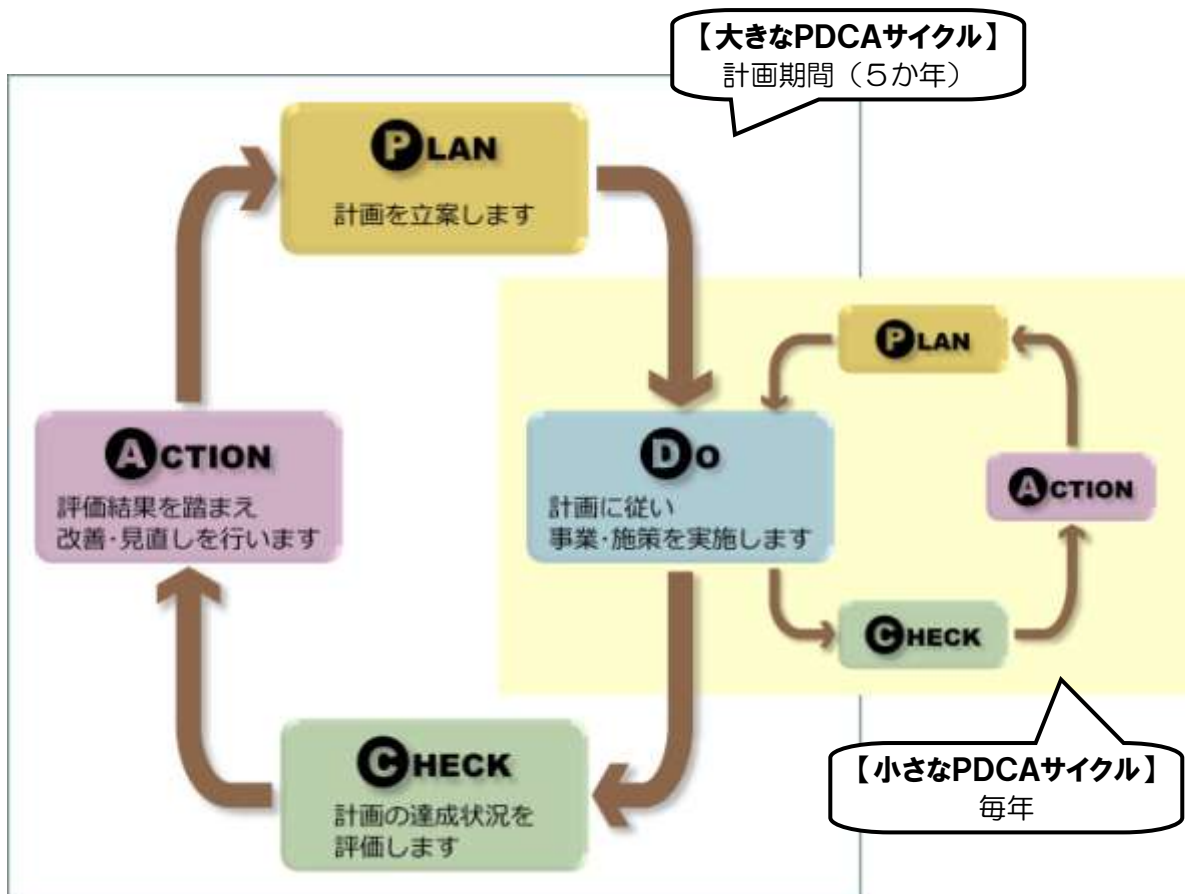 【大きなPDCAサイクル】
計画期間（５か年）
PLAN
計画を立案します
PLAN
ACTION
評価結果を踏まえ
改善・見直しを行います
DO
計画に従い
事業・施策を実施します
ACTION
CHECK
CHECK
計画の達成状況を
評価します
【小さなPDCAサイクル】
毎年